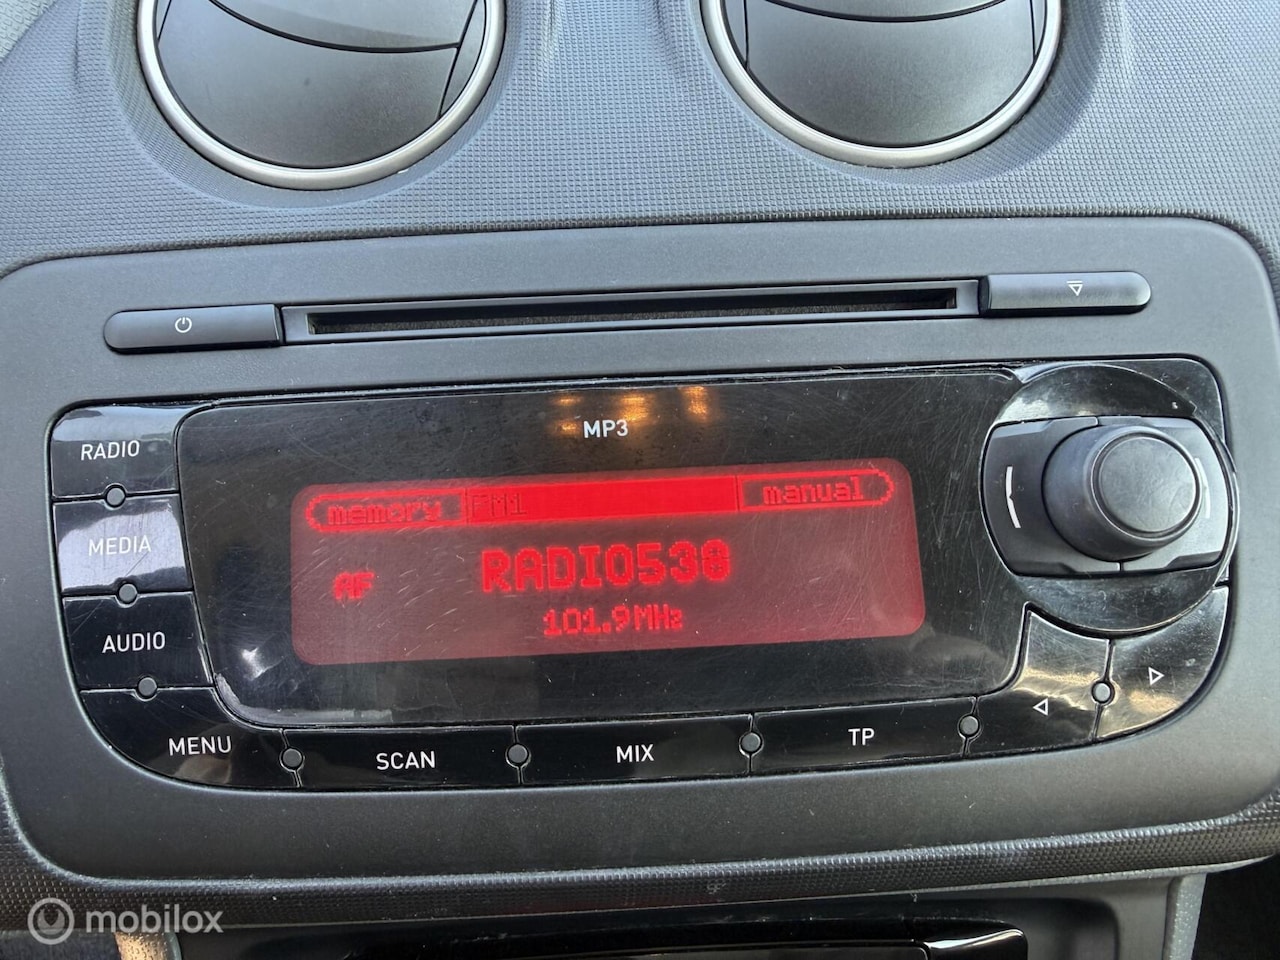 MP3
RADIO
memory FM1 manual
MEDIA
RADIO538
AF
101.9MHz
AUDIO
MENU
SCAN
MIX
TP
mobilox